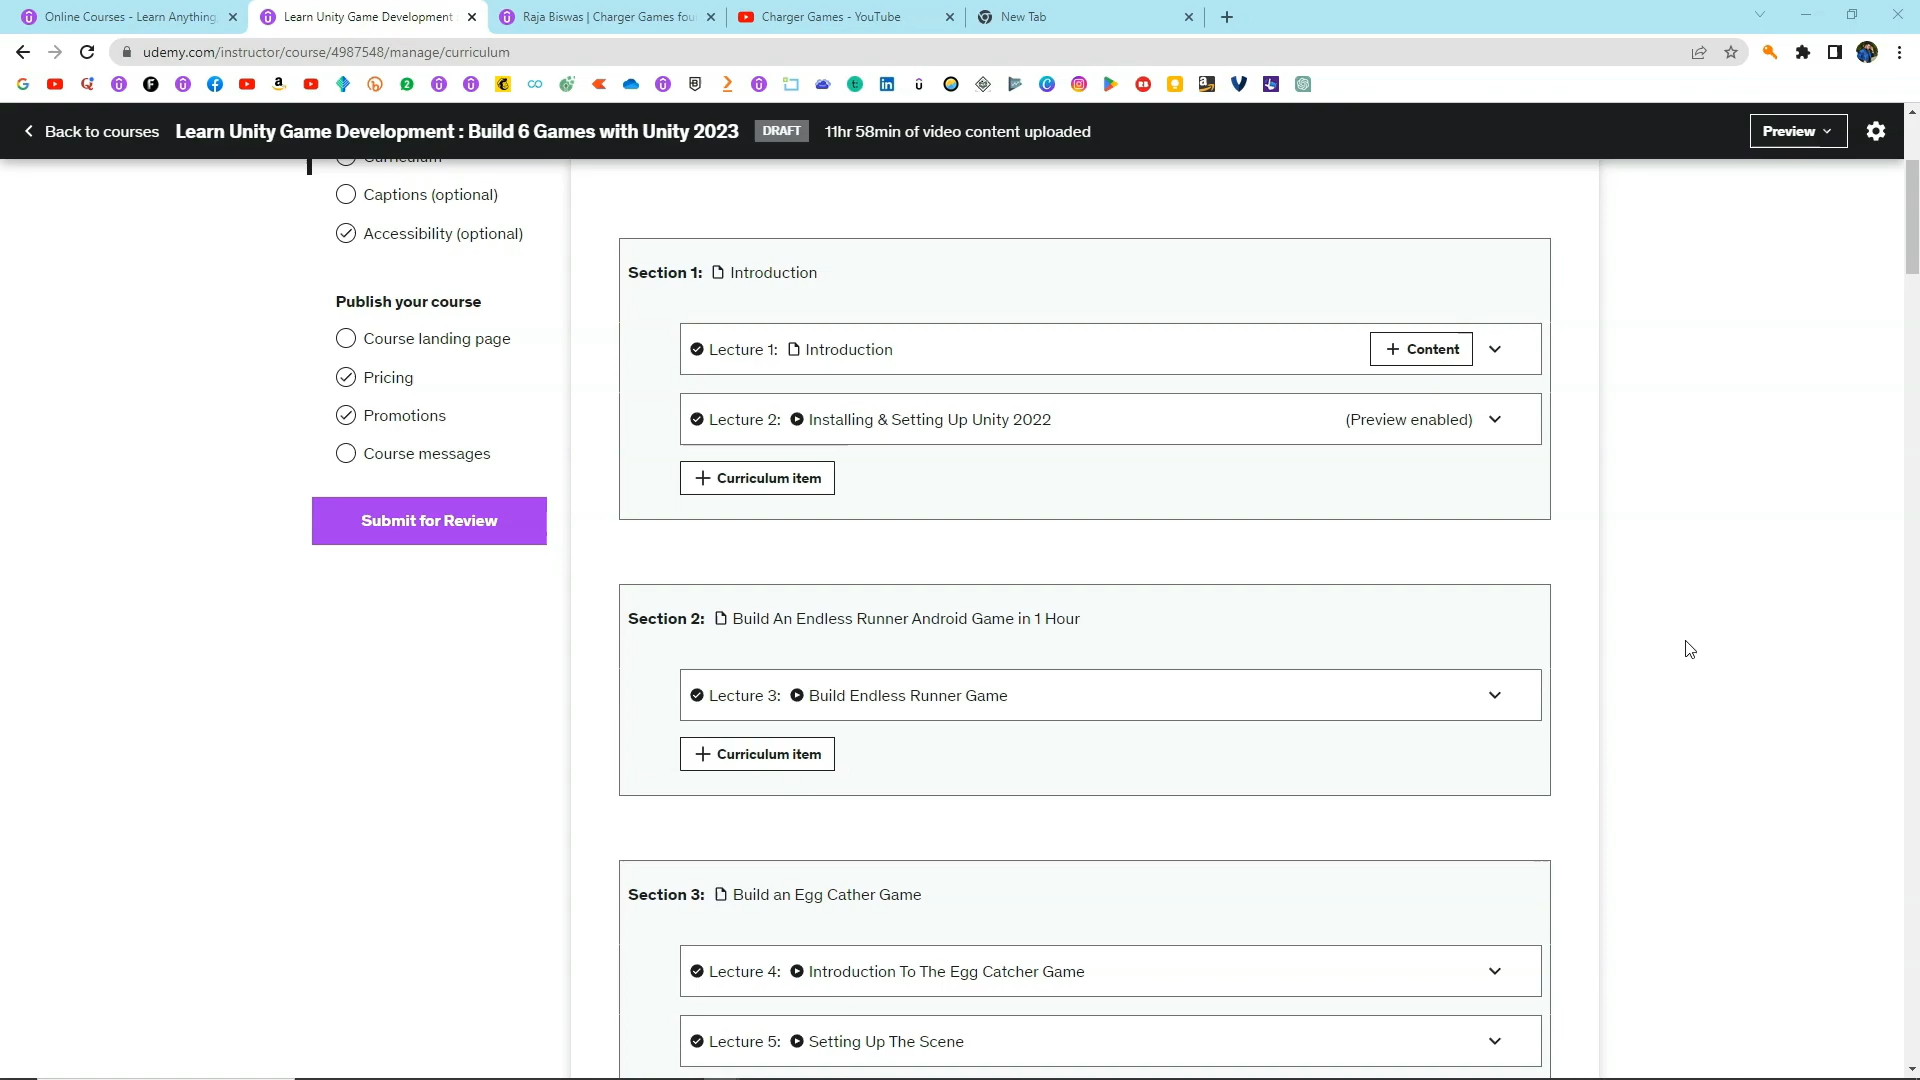 Online Courses - Learn Anything,
Learn Unity Game Development
Raja Biswas | Charger Games fou
Charger Games - YouTube
New Tab
udemy.com/instructor/course/4987548/manage/curriculum
Back to courses
Learn Unity Game Development : Build 6 Games with Unity 2023
DRAFT
11hr 58min of video content uploaded
Preview
Curriculum
Captions (optional)
Accessibility (optional)
Publish your course
Course landing page
Pricing
Promotions
Course messages
Submit for Review
Section 1: Introduction
Lecture 1: Introduction
+ Content
Lecture 2: Installing & Setting Up Unity 2022
(Preview enabled)
+ Curriculum item
Section 2: Build An Endless Runner Android Game in 1 Hour
Lecture 3: Build Endless Runner Game
+ Curriculum item
Section 3: Build an Egg Cather Game
Lecture 4: Introduction To The Egg Catcher Game
Lecture 5: Setting Up The Scene